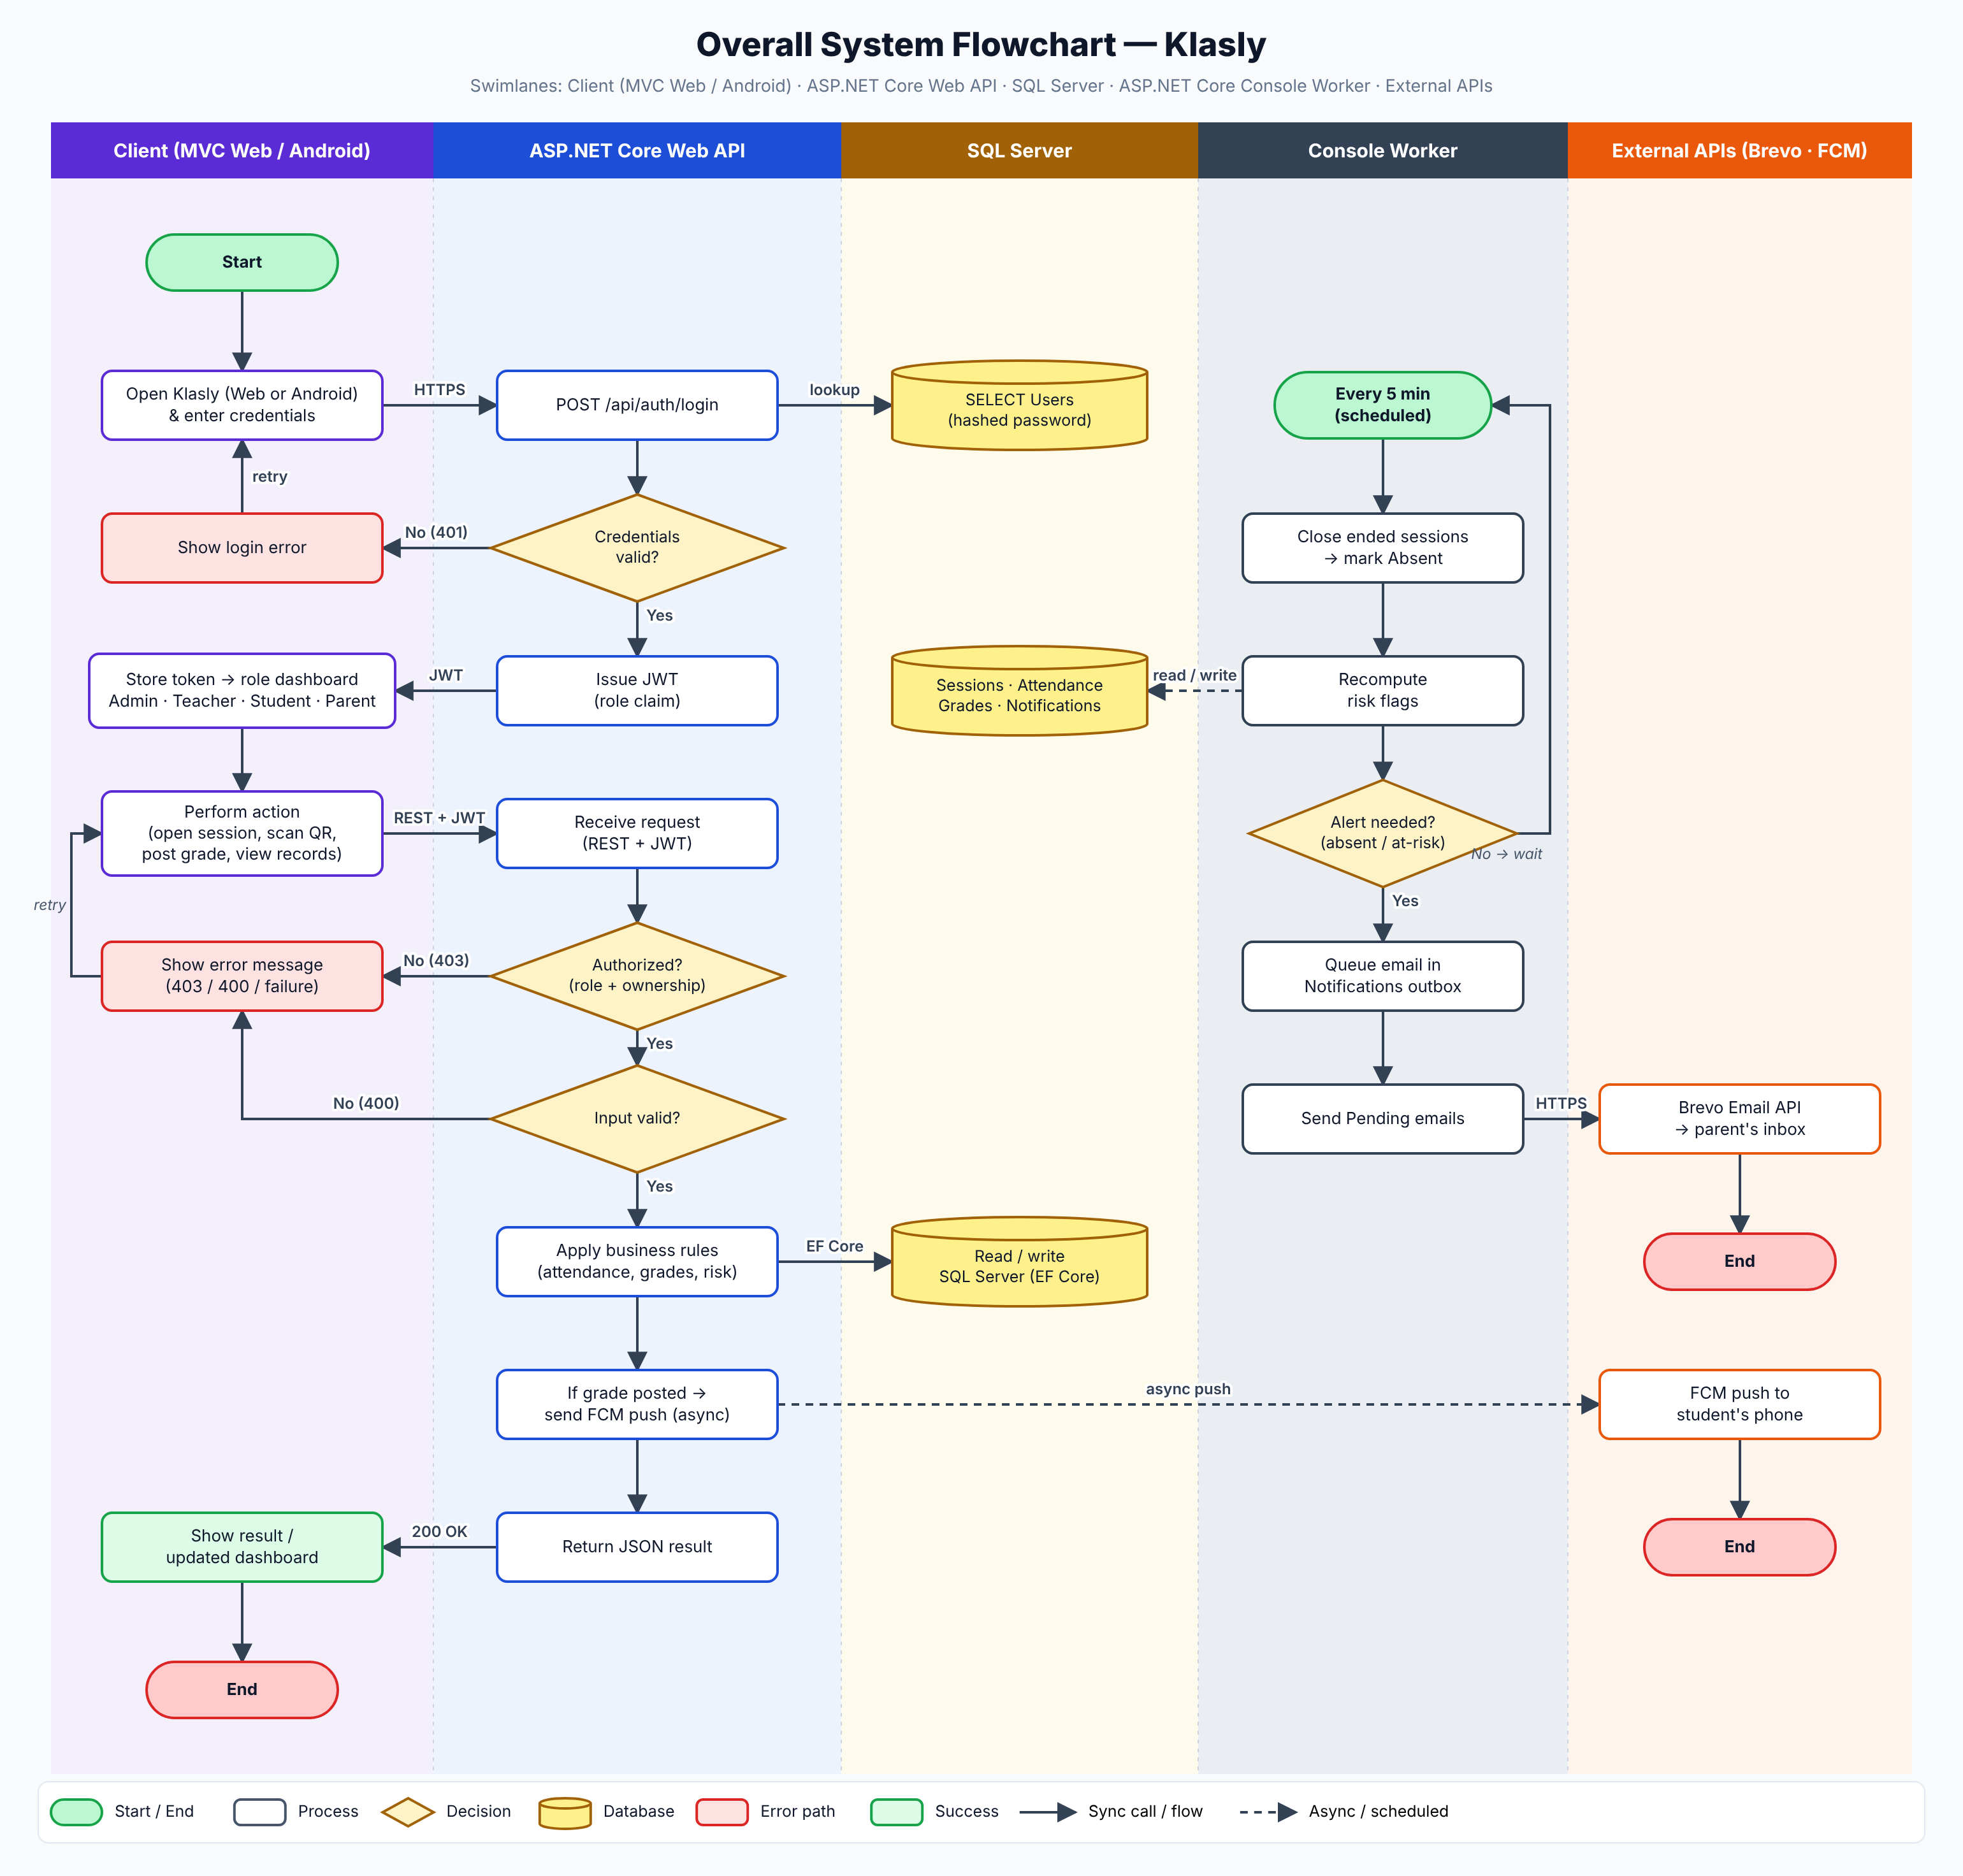 Overall System Flowchart — Klasly
Swimlanes: Client (MVC Web / Android) · ASP.NET Core Web API · SQL Server · ASP.NET Core Console Worker · External APIs
Client (MVC Web / Android)
ASP.NET Core Web API
SQL Server
Console Worker
External APIs (Brevo · FCM)
Start
Open Klasly (Web or Android)
& enter credentials
HTTPS
POST /api/auth/login
lookup
SELECT Users
(hashed password)
Every 5 min
(scheduled)
retry
Show login error
No (401)
Credentials
valid?
Close ended sessions
→ mark Absent
Yes
Store token → role dashboard
Admin · Teacher · Student · Parent
JWT
Issue JWT
(role claim)
Sessions · Attendance
Grades · Notifications
read / write
Recompute
risk flags
Perform action
(open session, scan QR,
post grade, view records)
REST + JWT
Receive request
(REST + JWT)
Alert needed?
(absent / at-risk)
No → wait
retry
Yes
Show error message
(403 / 400 / failure)
No (403)
Authorized?
(role + ownership)
Queue email in
Notifications outbox
Yes
No (400)
Input valid?
Send Pending emails
HTTPS
Brevo Email API
→ parent's inbox
Yes
Apply business rules
(attendance, grades, risk)
EF Core
Read / write
SQL Server (EF Core)
End
If grade posted →
send FCM push (async)
async push
FCM push to
student's phone
Show result /
updated dashboard
200 OK
Return JSON result
End
End
Start / End
Process
Decision
Database
Error path
Success
Sync call / flow
Async / scheduled